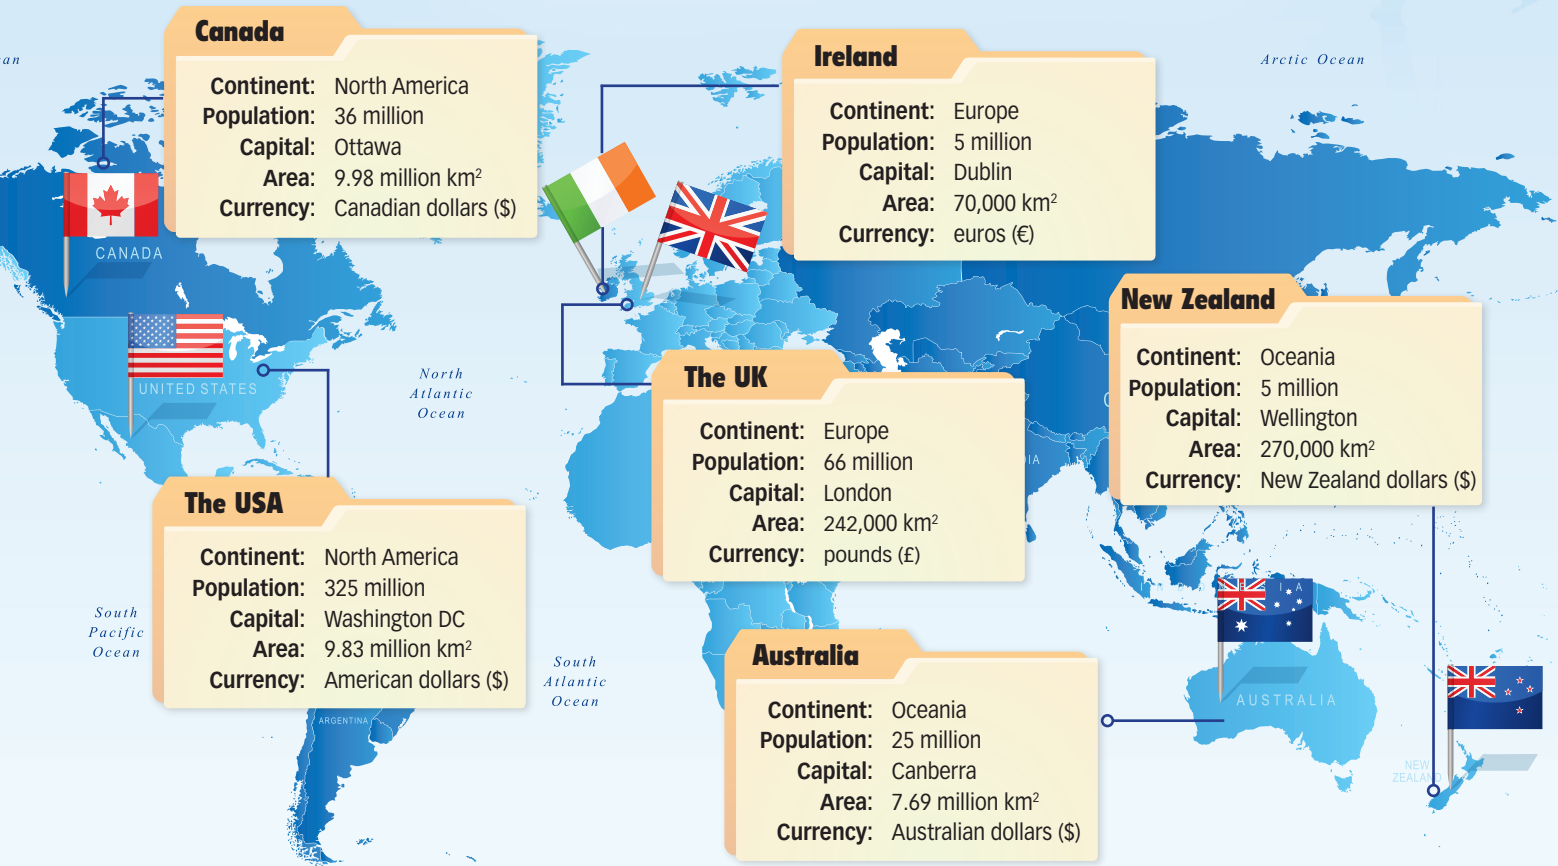 an
Canada
Continent: North America
Population: 36 million
Capital: Ottawa
Area: 9.98 million km²
Currency: Canadian dollars ($)
Ireland
Continent: Europe
Population: 5 million
Capital: Dublin
Area: 70,000 km²
Currency: euros (€)
Arctic Ocean
CANADA
UNITED STATES
North
Atlantic
Ocean
New Zealand
Continent: Oceania
Population: 5 million
Capital: Wellington
Area: 270,000 km²
Currency: New Zealand dollars ($)
The UK
Continent: Europe
Population: 66 million
Capital: London
Area: 242,000 km²
Currency: pounds (£)
DIA
The USA
Continent: North America
Population: 325 million
Capital: Washington DC
Area: 9.83 million km²
Currency: American dollars ($)
South
Pacific
Ocean
South
Atlantic
Ocean
ARGENTINA
Australia
Continent: Oceania
Population: 25 million
Capital: Canberra
Area: 7.69 million km²
Currency: Australian dollars ($)
I A
AUSTRALIA
NEW
ZEALAND